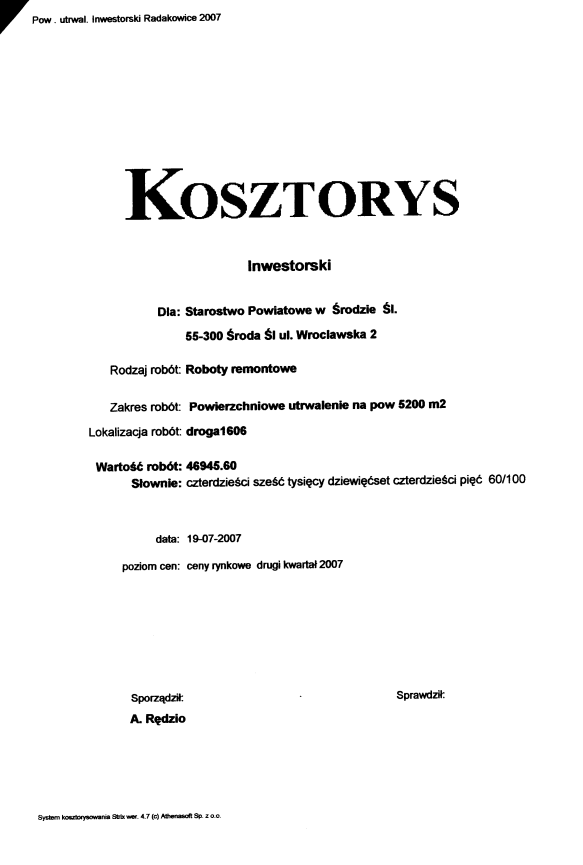 Pow . utrwal. Inwestorski Radakowice 2007
KOSZTORYS
Inwestorski
Dla: Starostwo Powiatowe w Środzie Śl.
55-300 Środa Śl ul. Wroclawska 2
Rodzaj robót: Roboty remontowe
Zakres robót: Powierzchniowe utrwalenie na pow 5200 m2
Lokalizacja robót: droga1606
Wartość robót: 46945.60
Słownie: czterdzieści sześć tysięcy dziewięćset czterdzieści pięć 60/100
data: 19-07-2007
poziom cen: ceny rynkowe drugi kwartał 2007
Sporządził: Sprawdził:
A. Rędzio
System kosztorysowania Strix wer. 4.7 (c) Athenasoft Sp. z o.o.